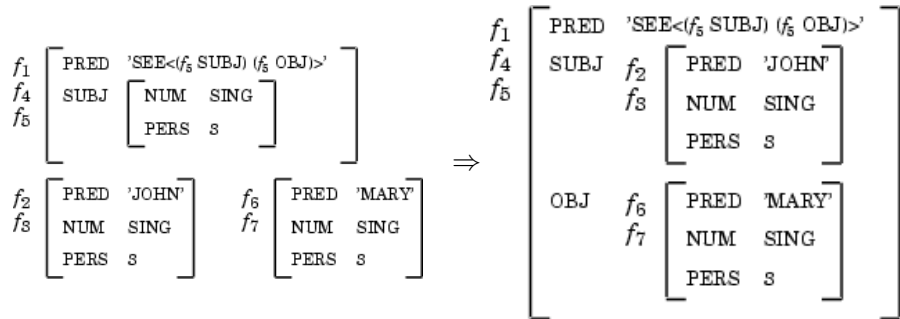 f1 PRED 'SEE<(f5 SUBJ) (f5 OBJ)>'
f4 SUBJ NUM SING
f5 PERS 3
f2 PRED 'JOHN'
f3 NUM SING
PERS 3
f6 PRED 'MARY'
f7 NUM SING
PERS 3
⇒
f1 PRED 'SEE<(f5 SUBJ) (f5 OBJ)>'
f4 SUBJ f2 PRED 'JOHN'
f5 f3 NUM SING
PERS 3
OBJ f6 PRED 'MARY'
f7 NUM SING
PERS 3